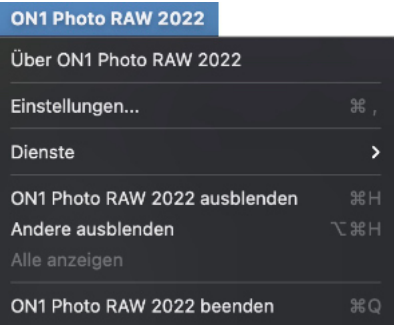 ON1 Photo RAW 2022
Über ON1 Photo RAW 2022
Einstellungen... ⌘ ,
Dienste
ON1 Photo RAW 2022 ausblenden ⌘H
Andere ausblenden ⌥⌘H
Alle anzeigen
ON1 Photo RAW 2022 beenden ⌘Q